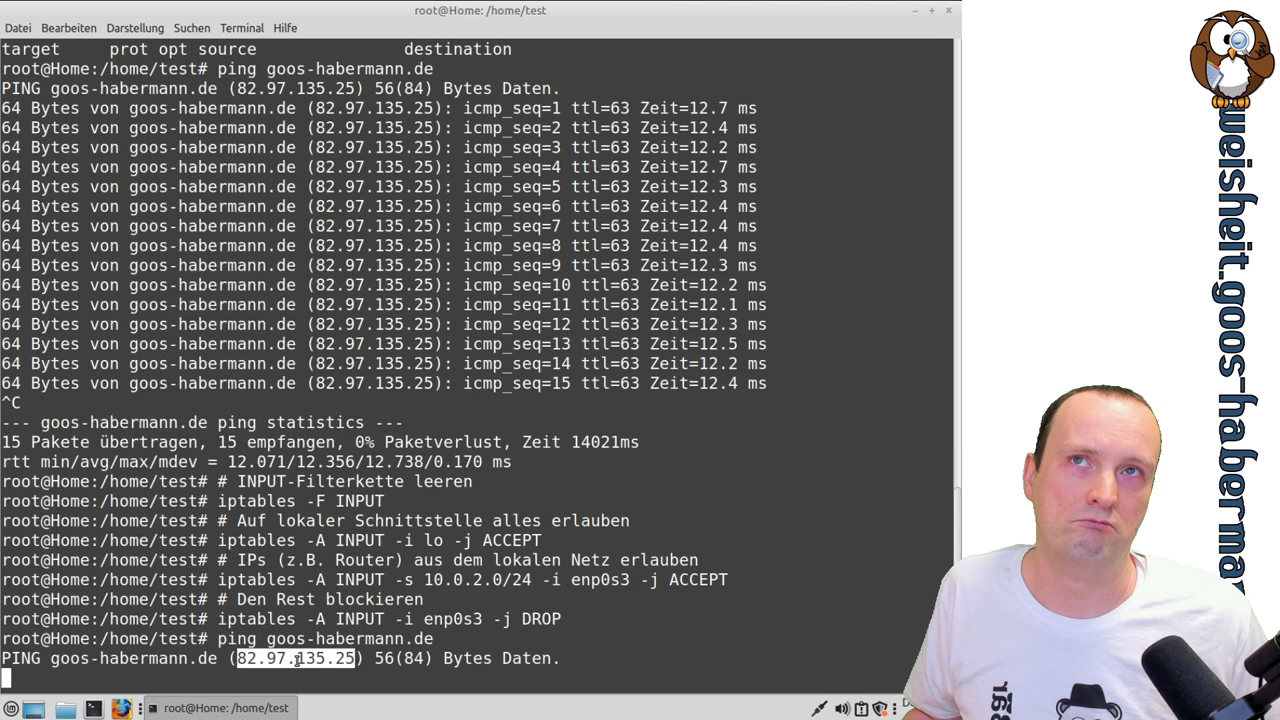 root@Home: /home/test
Datei Bearbeiten Darstellung Suchen Terminal Hilfe
target     prot opt source               destination
root@Home:/home/test# ping goos-habermann.de
PING goos-habermann.de (82.97.135.25) 56(84) Bytes Daten.
64 Bytes von goos-habermann.de (82.97.135.25): icmp_seq=1 ttl=63 Zeit=12.7 ms
64 Bytes von goos-habermann.de (82.97.135.25): icmp_seq=2 ttl=63 Zeit=12.4 ms
64 Bytes von goos-habermann.de (82.97.135.25): icmp_seq=3 ttl=63 Zeit=12.2 ms
64 Bytes von goos-habermann.de (82.97.135.25): icmp_seq=4 ttl=63 Zeit=12.7 ms
64 Bytes von goos-habermann.de (82.97.135.25): icmp_seq=5 ttl=63 Zeit=12.3 ms
64 Bytes von goos-habermann.de (82.97.135.25): icmp_seq=6 ttl=63 Zeit=12.4 ms
64 Bytes von goos-habermann.de (82.97.135.25): icmp_seq=7 ttl=63 Zeit=12.4 ms
64 Bytes von goos-habermann.de (82.97.135.25): icmp_seq=8 ttl=63 Zeit=12.4 ms
64 Bytes von goos-habermann.de (82.97.135.25): icmp_seq=9 ttl=63 Zeit=12.3 ms
64 Bytes von goos-habermann.de (82.97.135.25): icmp_seq=10 ttl=63 Zeit=12.2 ms
64 Bytes von goos-habermann.de (82.97.135.25): icmp_seq=11 ttl=63 Zeit=12.1 ms
64 Bytes von goos-habermann.de (82.97.135.25): icmp_seq=12 ttl=63 Zeit=12.3 ms
64 Bytes von goos-habermann.de (82.97.135.25): icmp_seq=13 ttl=63 Zeit=12.5 ms
64 Bytes von goos-habermann.de (82.97.135.25): icmp_seq=14 ttl=63 Zeit=12.2 ms
64 Bytes von goos-habermann.de (82.97.135.25): icmp_seq=15 ttl=63 Zeit=12.4 ms
^C
--- goos-habermann.de ping statistics ---
15 Pakete übertragen, 15 empfangen, 0% Paketverlust, Zeit 14021ms
rtt min/avg/max/mdev = 12.071/12.356/12.738/0.170 ms
root@Home:/home/test# # INPUT-Filterkette leeren
root@Home:/home/test# iptables -F INPUT
root@Home:/home/test# # Auf lokaler Schnittstelle alles erlauben
root@Home:/home/test# iptables -A INPUT -i lo -j ACCEPT
root@Home:/home/test# # IPs (z.B. Router) aus dem lokalen Netz erlauben
root@Home:/home/test# iptables -A INPUT -s 10.0.2.0/24 -i enp0s3 -j ACCEPT
root@Home:/home/test# # Den Rest blockieren
root@Home:/home/test# iptables -A INPUT -i enp0s3 -j DROP
root@Home:/home/test# ping goos-habermann.de
PING goos-habermann.de (82.97.135.25) 56(84) Bytes Daten.
root@Home: /home/test
weisheit.goos-haberman